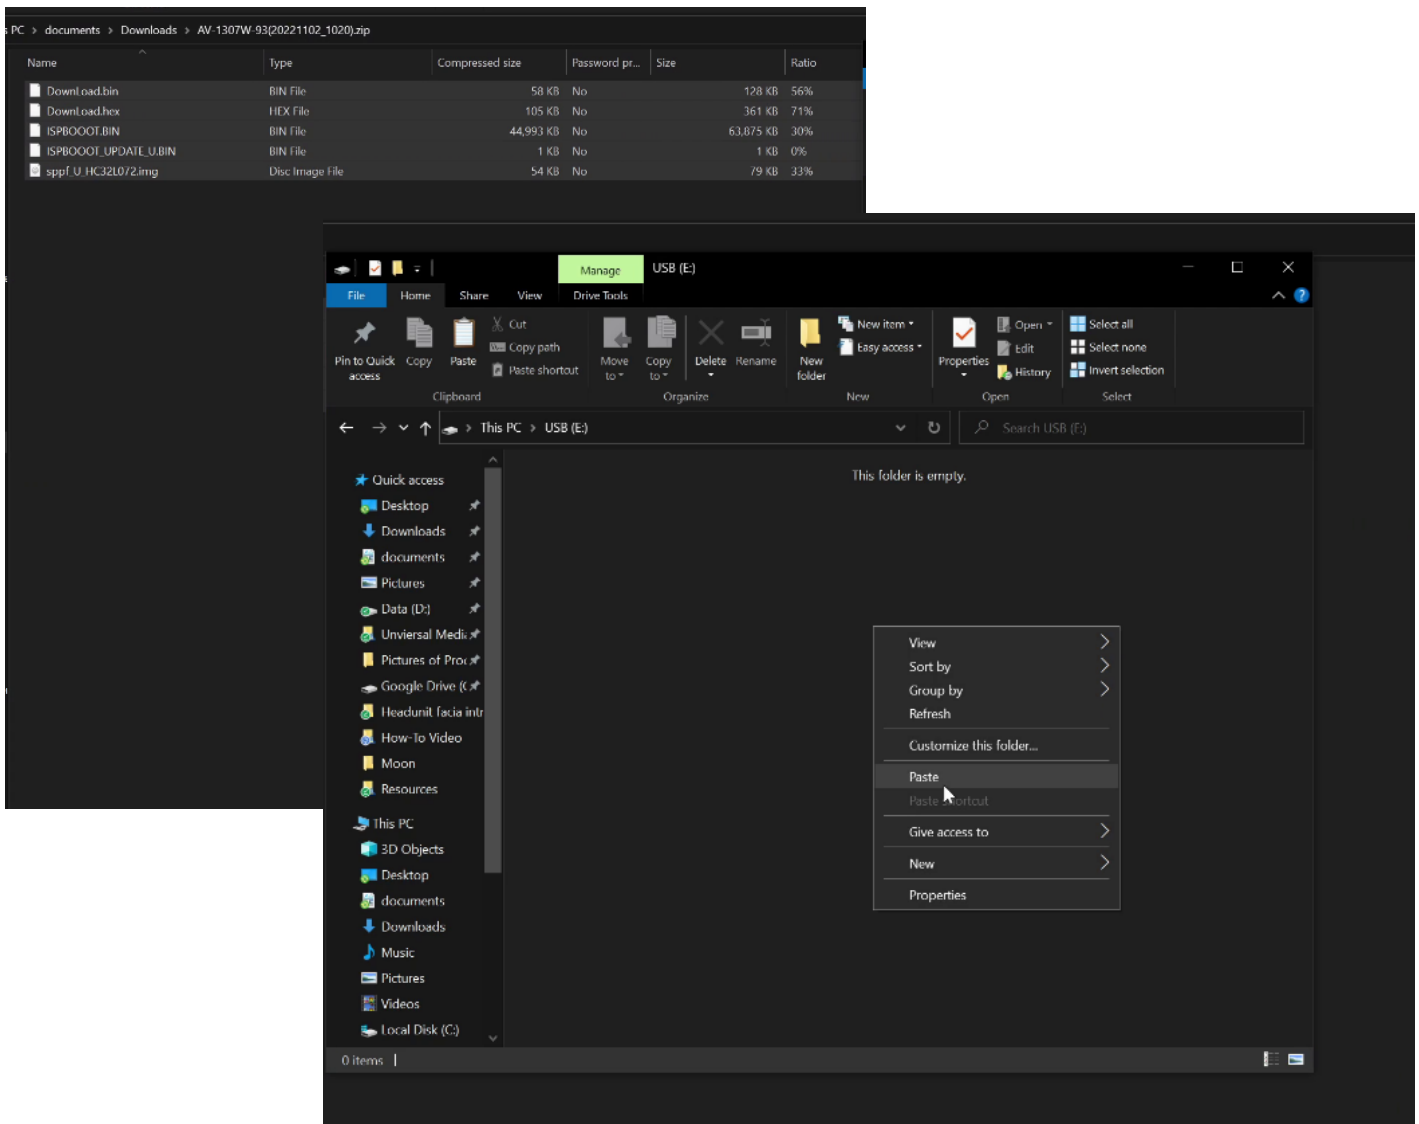 s PC > documents > Downloads > AV-1307W-93(20221102_1020).zip
Name Type Compressed size Password pr... Size Ratio
DownLoad.bin BIN File 58 KB No 128 KB 56%
DownLoad.hex HEX File 105 KB No 361 KB 71%
ISPBOOOT.BIN BIN File 44,993 KB No 63,875 KB 30%
ISPBOOOT_UPDATE_U.BIN BIN File 1 KB No 1 KB 0%
sppf_U_HC32L072.img Disc Image File 54 KB No 79 KB 33%
Manage USB (E:)
File Home Share View Drive Tools
Pin to Quick access
Copy
Paste
Cut
Copy path
Paste shortcut
Clipboard
Move to
Copy to
Delete
Rename
Organize
New folder
New item
Easy access
New
Properties
Open
Edit
History
Open
Select all
Select none
Invert selection
Select
This PC > USB (E:)
Search USB (E:)
This folder is empty.
Quick access
Desktop
Downloads
documents
Pictures
Data (D:)
Unviersal Medi
Pictures of Proc
Google Drive (
Headunit facia intr
How-To Video
Moon
Resources
This PC
3D Objects
Desktop
documents
Downloads
Music
Pictures
Videos
Local Disk (C:)
View
Sort by
Group by
Refresh
Customize this folder...
Paste
Paste shortcut
Give access to
New
Properties
0 items